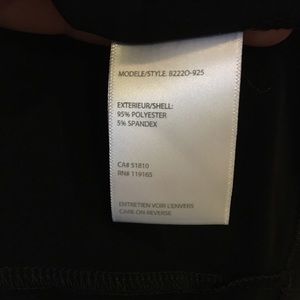 MODELE/STYLE. B222O-925
EXTERIEUR/SHELL:
95% POLYESTER
5% SPANDEX
CA# 51810
RN# 119165
ENTRETIEN VOIR L'ENVERS
CARE ON REVERSE